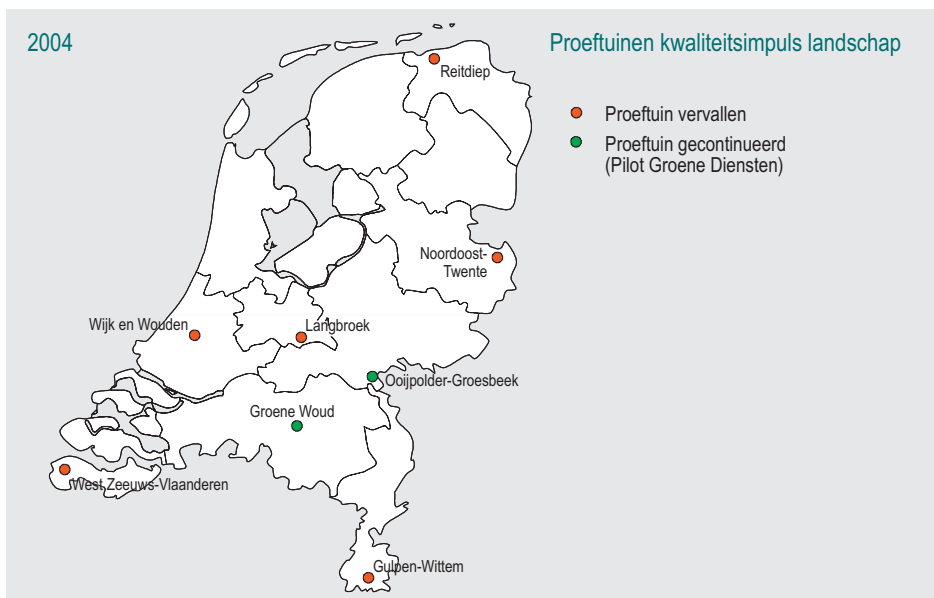 2004
Proeftuinen kwaliteitsimpuls landschap
Proeftuin vervallen
Proeftuin gecontinueerd
(Pilot Groene Diensten)
Reitdiep
Noordoost-
Twente
Wijk en Wouden
Langbroek
Ooijpolder-Groesbeek
Groene Woud
West Zeeuws-Vlaanderen
Gulpen-Wittem